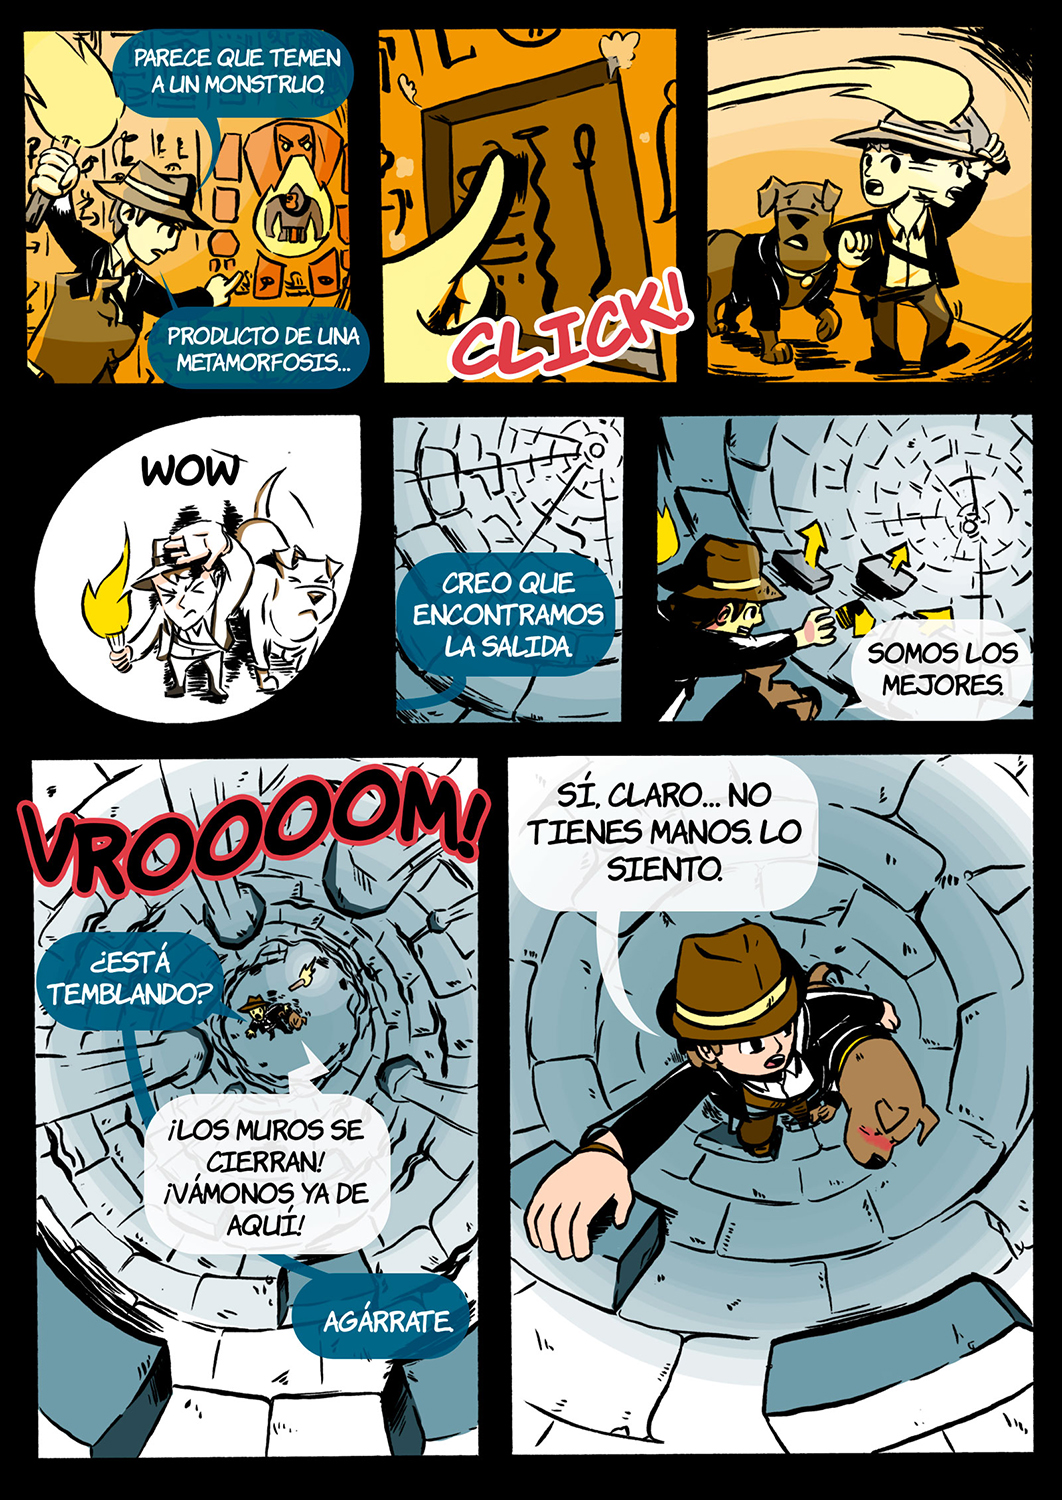 PARECE QUE TEMEN
A UN MONSTRUO.
PRODUCTO DE UNA
METAMORFOSIS...
CLICK!
WOW
CREO QUE
ENCONTRAMOS
LA SALIDA.
SOMOS LOS
MEJORES.
VROOOOM!
¿ESTÁ
TEMBLANDO?
¡LOS MUROS SE
CIERRAN!
¡VÁMONOS YA DE
AQUÍ!
AGÁRRATE.
SÍ, CLARO... NO
TIENES MANOS. LO
SIENTO.